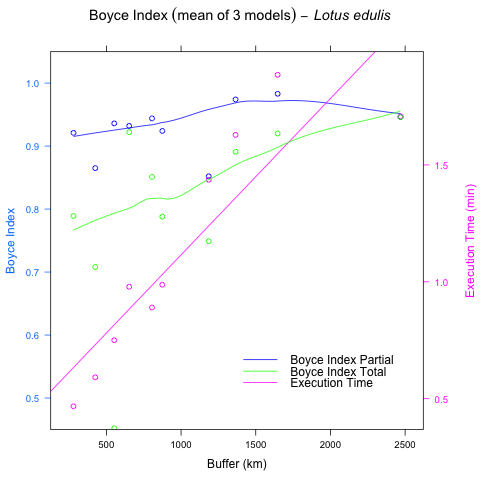 Boyce Index (mean of 3 models) – Lotus edulis
1.0
0.9
0.8
0.7
0.6
0.5
Boyce Index
1.5
1.0
0.5
Execution Time (min)
Boyce Index Partial
Boyce Index Total
Execution Time
500 1000 1500 2000 2500
Buffer (km)